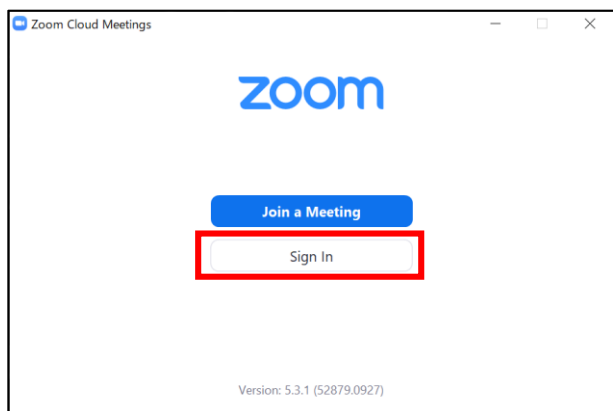 Zoom Cloud Meetings
zoom
Join a Meeting
Sign In
Version: 5.3.1 (52879.0927)